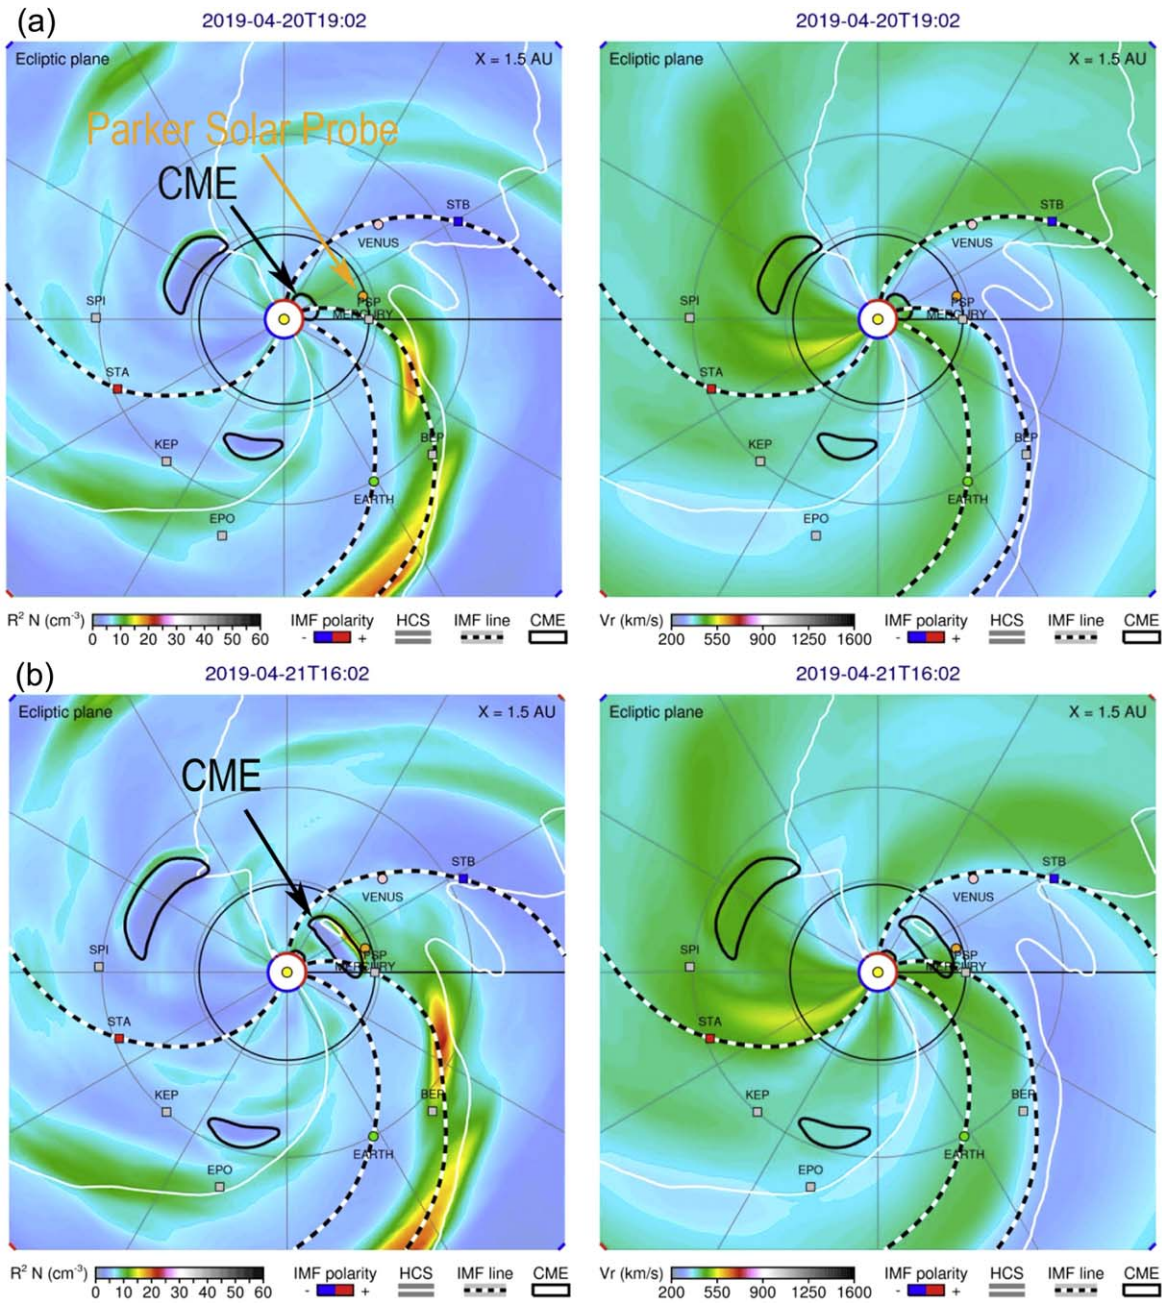 (a)
2019-04-20T19:02
2019-04-20T19:02
Ecliptic plane
X = 1.5 AU
Ecliptic plane
X = 1.5 AU
Parker Solar Probe
CME
STB
VENUS
PSP
MERCURY
SPI
STA
KEP
BEP
EARTH
EPO
STB
VENUS
PSP
MERCURY
SPI
STA
KEP
BEP
EARTH
EPO
R² N (cm⁻³)
0 10 20 30 40 50 60
IMF polarity
- +
HCS
IMF line
CME
Vr (km/s)
200 550 900 1250 1600
IMF polarity
- +
HCS
IMF line
CME
(b)
2019-04-21T16:02
2019-04-21T16:02
Ecliptic plane
X = 1.5 AU
Ecliptic plane
X = 1.5 AU
CME
STB
VENUS
PSP
MERCURY
SPI
STA
KEP
BEP
EARTH
EPO
STB
VENUS
PSP
MERCURY
SPI
STA
KEP
BEP
EARTH
EPO
R² N (cm⁻³)
0 10 20 30 40 50 60
IMF polarity
- +
HCS
IMF line
CME
Vr (km/s)
200 550 900 1250 1600
IMF polarity
- +
HCS
IMF line
CME